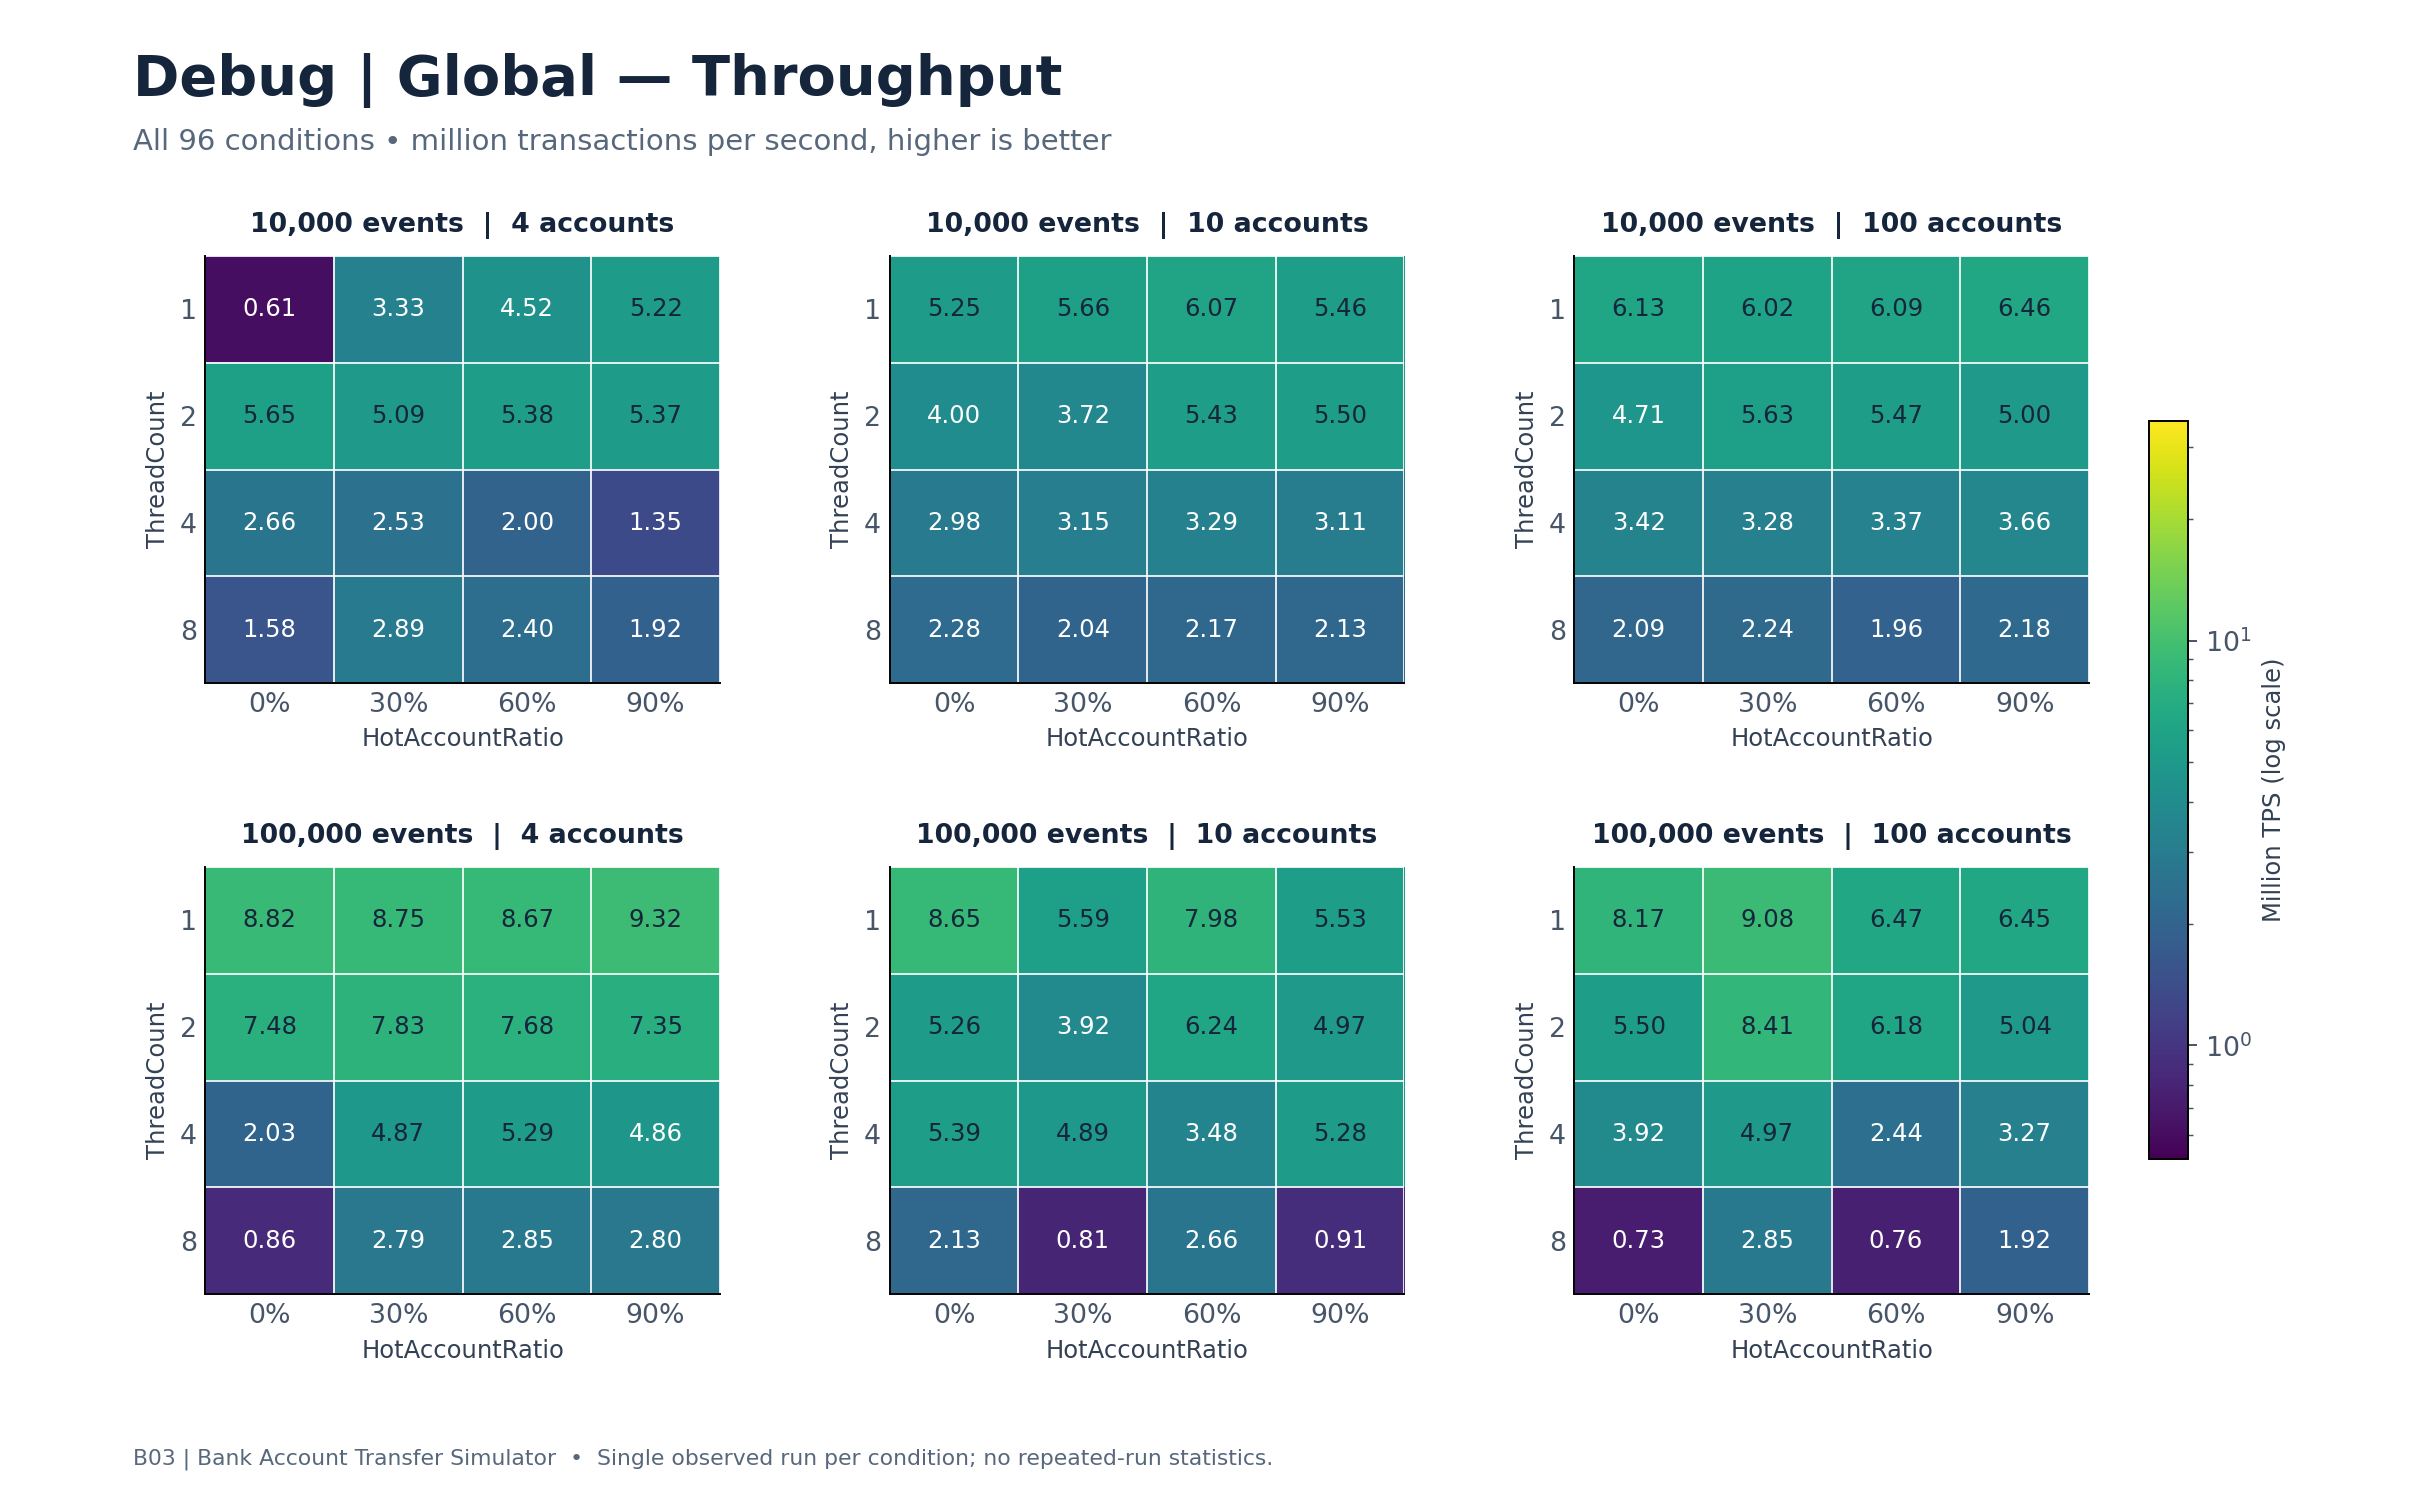 Debug | Global — Throughput
All 96 conditions • million transactions per second, higher is better
10,000 events | 4 accounts
ThreadCount
1 0.61 3.33 4.52 5.22
2 5.65 5.09 5.38 5.37
4 2.66 2.53 2.00 1.35
8 1.58 2.89 2.40 1.92
0% 30% 60% 90%
HotAccountRatio
10,000 events | 10 accounts
ThreadCount
1 5.25 5.66 6.07 5.46
2 4.00 3.72 5.43 5.50
4 2.98 3.15 3.29 3.11
8 2.28 2.04 2.17 2.13
0% 30% 60% 90%
HotAccountRatio
10,000 events | 100 accounts
ThreadCount
1 6.13 6.02 6.09 6.46
2 4.71 5.63 5.47 5.00
4 3.42 3.28 3.37 3.66
8 2.09 2.24 1.96 2.18
0% 30% 60% 90%
HotAccountRatio
100,000 events | 4 accounts
ThreadCount
1 8.82 8.75 8.67 9.32
2 7.48 7.83 7.68 7.35
4 2.03 4.87 5.29 4.86
8 0.86 2.79 2.85 2.80
0% 30% 60% 90%
HotAccountRatio
100,000 events | 10 accounts
ThreadCount
1 8.65 5.59 7.98 5.53
2 5.26 3.92 6.24 4.97
4 5.39 4.89 3.48 5.28
8 2.13 0.81 2.66 0.91
0% 30% 60% 90%
HotAccountRatio
100,000 events | 100 accounts
ThreadCount
1 8.17 9.08 6.47 6.45
2 5.50 8.41 6.18 5.04
4 3.92 4.97 2.44 3.27
8 0.73 2.85 0.76 1.92
0% 30% 60% 90%
HotAccountRatio
10¹
10⁰
Million TPS (log scale)
B03 | Bank Account Transfer Simulator • Single observed run per condition; no repeated-run statistics.